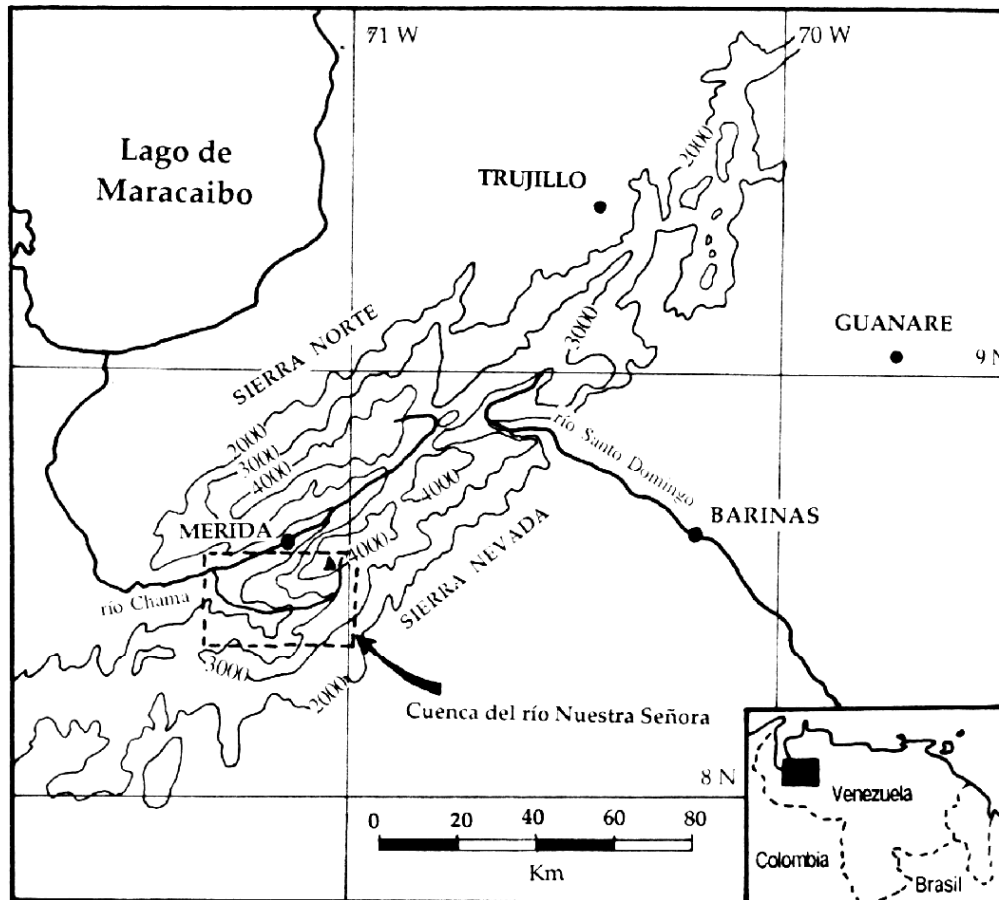 71 W
70 W
Lago de
Maracaibo
TRUJILLO
2000
GUANARE
9 N
SIERRA NORTE
3000
2000
3000
4000
río Santo Domingo
4000
BARINAS
MERIDA
4000
SIERRA NEVADA
río Chama
3000
2000
Cuenca del río Nuestra Señora
8 N
0 20 40 60 80
Km
Venezuela
Colombia
Brasil